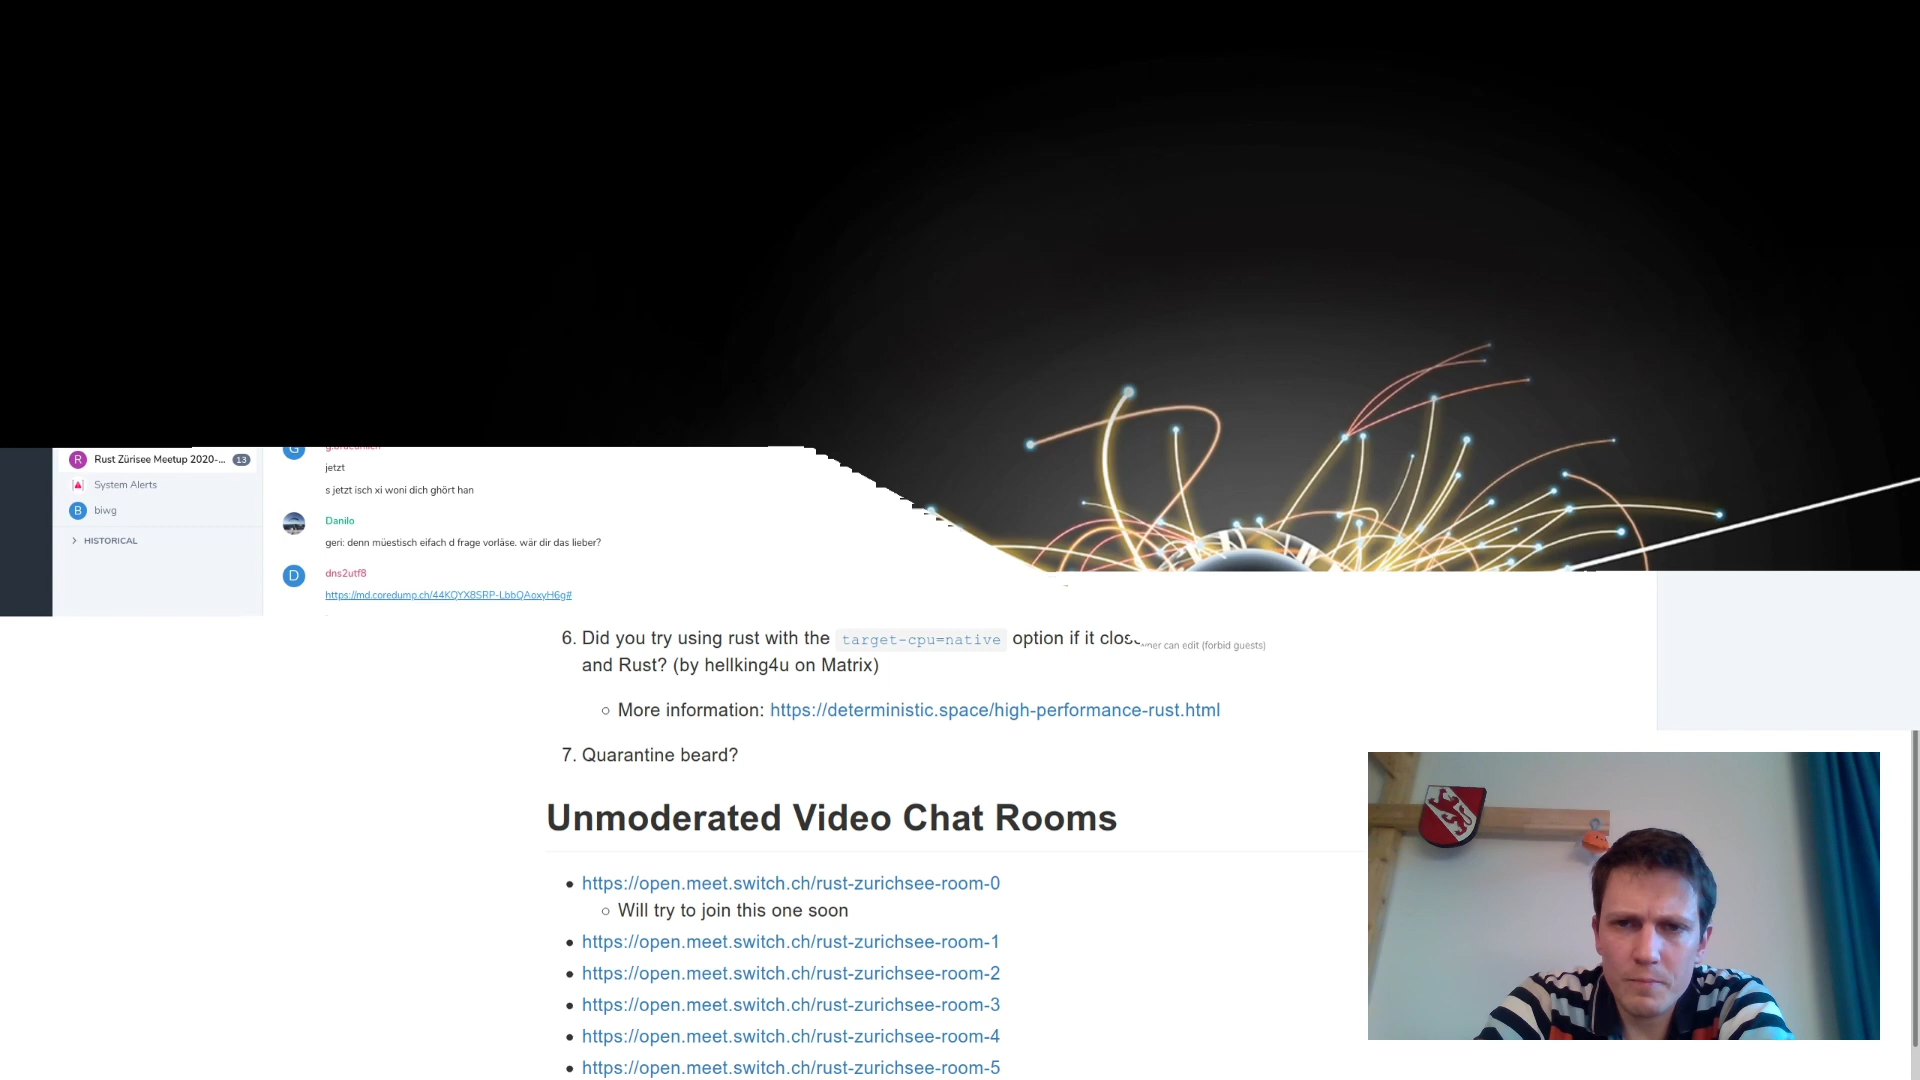 R Rust Zürisee Meetup 2020-... 13
System Alerts
B biwg
HISTORICAL
jetzt
s jetzt isch xi woni dich ghört han
Danilo
geri: denn müestisch eifach d frage vorläse. wär dir das lieber?
D dns2utf8
https://md.coredump.ch/44KQYX8SRP-LbbQAoxyH6g#
6. Did you try using rust with the target-cpu=native option if it clos
can edit (forbid guests)
and Rust? (by hellking4u on Matrix)
More information: https://deterministic.space/high-performance-rust.html
7. Quarantine beard?
Unmoderated Video Chat Rooms
https://open.meet.switch.ch/rust-zurichsee-room-0
Will try to join this one soon
https://open.meet.switch.ch/rust-zurichsee-room-1
https://open.meet.switch.ch/rust-zurichsee-room-2
https://open.meet.switch.ch/rust-zurichsee-room-3
https://open.meet.switch.ch/rust-zurichsee-room-4
https://open.meet.switch.ch/rust-zurichsee-room-5